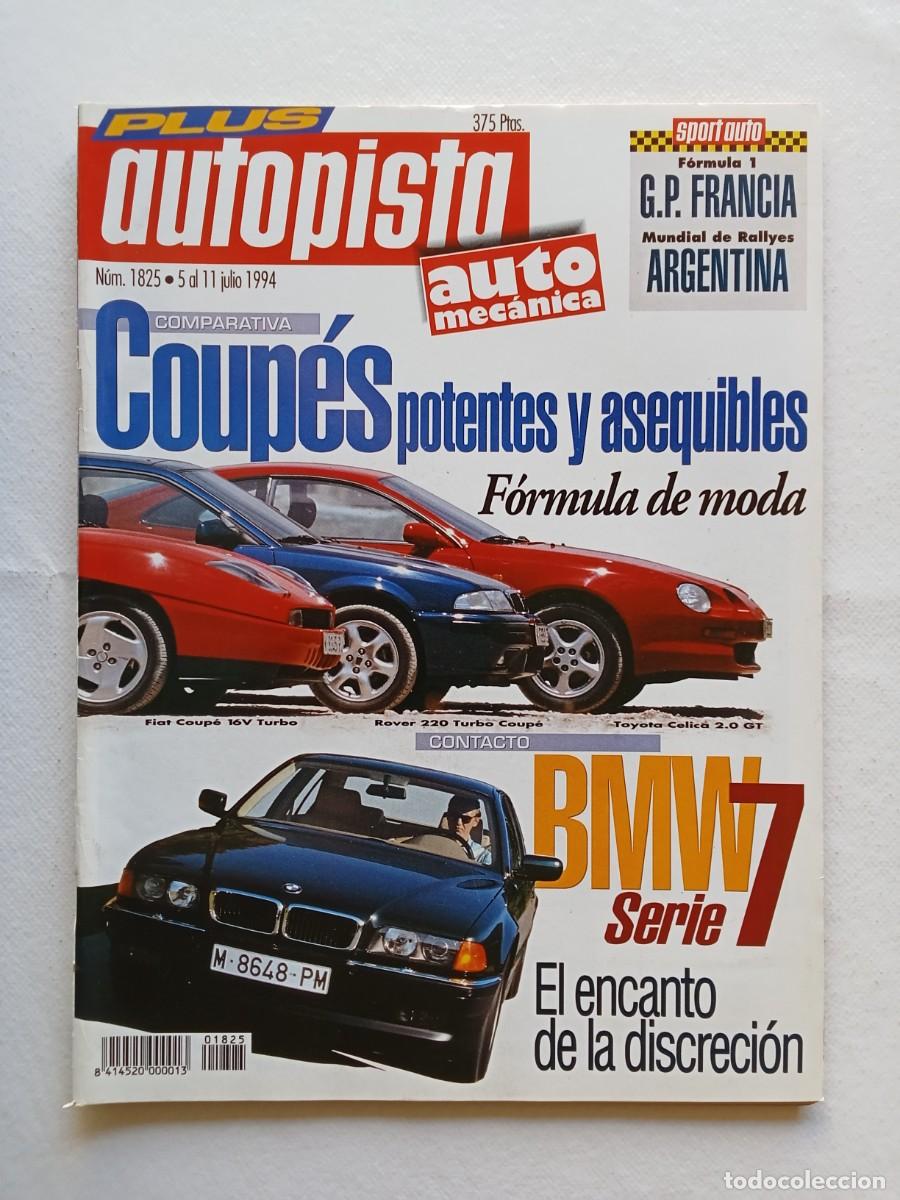 PLUS
375 Ptas.
autopista
auto
mecánica
Núm. 1825 • 5 al 11 julio 1994
sport auto
Fórmula 1
G.P. FRANCIA
Mundial de Rallyes
ARGENTINA
COMPARATIVA
Coupés potentes y asequibles
Fórmula de moda
Fiat Coupé 16V Turbo
Rover 220 Turbo Coupé
Toyota Celica 2.0 GT
CONTACTO
BMW
Serie 7
M-8648-PM
El encanto
de la discreción
01825
8 414520 000013
todocoleccion